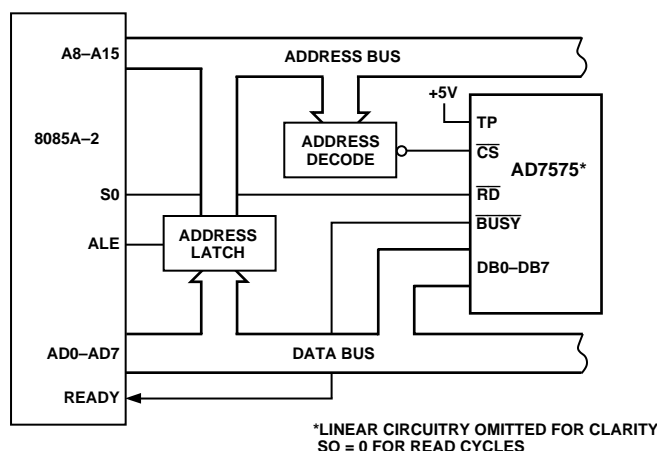 A8–A15
ADDRESS BUS
+5V
TP
8085A–2
ADDRESS
DECODE
CS
AD7575*
S0
RD
ADDRESS
LATCH
BUSY
ALE
DB0–DB7
AD0–AD7
DATA BUS
READY
*LINEAR CIRCUITRY OMITTED FOR CLARITY
SO = 0 FOR READ CYCLES